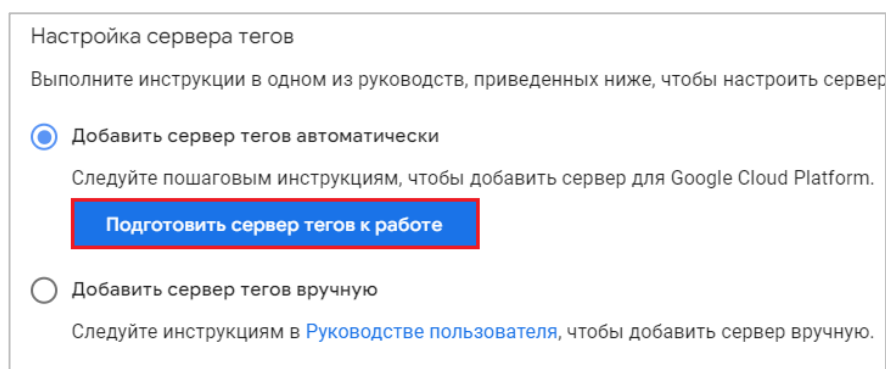 Настройка сервера тегов
Выполните инструкции в одном из руководств, приведенных ниже, чтобы настроить сервер
Добавить сервер тегов автоматически
Следуйте пошаговым инструкциям, чтобы добавить сервер для Google Cloud Platform.
Подготовить сервер тегов к работе
Добавить сервер тегов вручную
Следуйте инструкциям в Руководстве пользователя, чтобы добавить сервер вручную.